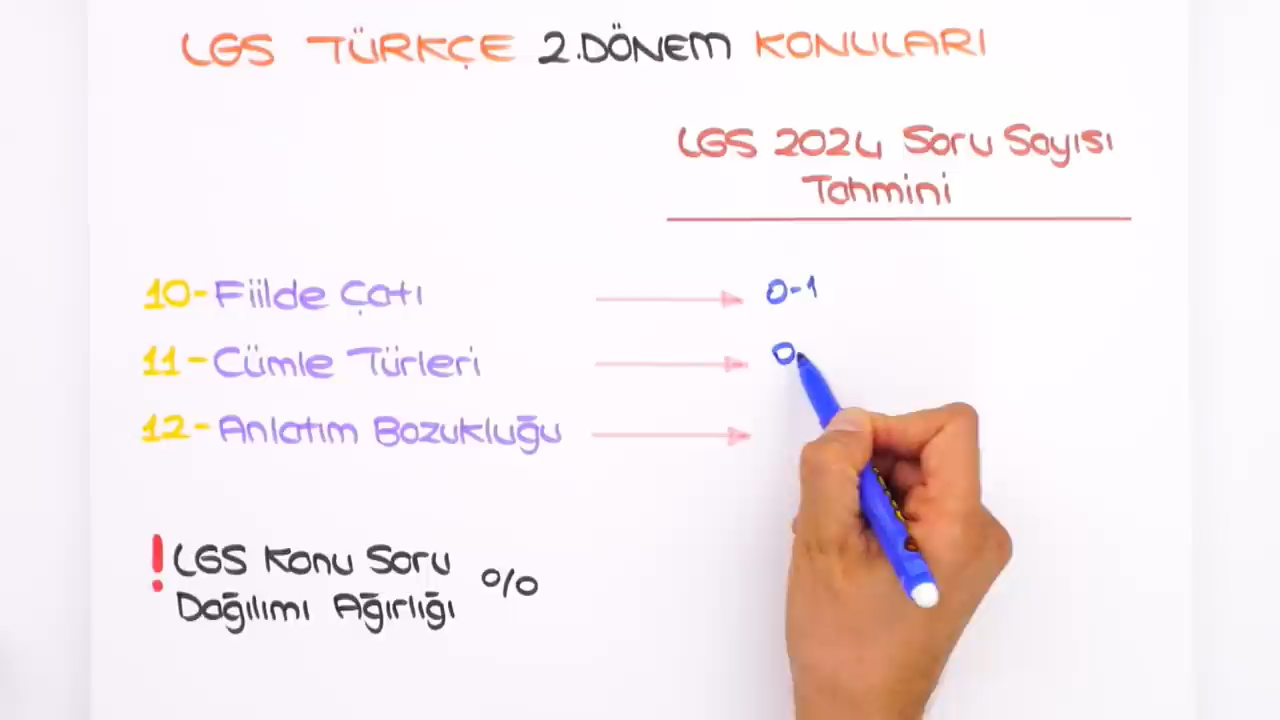 LGS TÜRKÇE 2.DÖNEM KONULARI
LGS 2024 Soru Sayısı
Tahmini
10- Fiilde Çatı 0-1
11- Cümle Türleri 0
12- Anlatım Bozukluğu
! LGS Konu Soru
Dağılımı Ağırlığı %